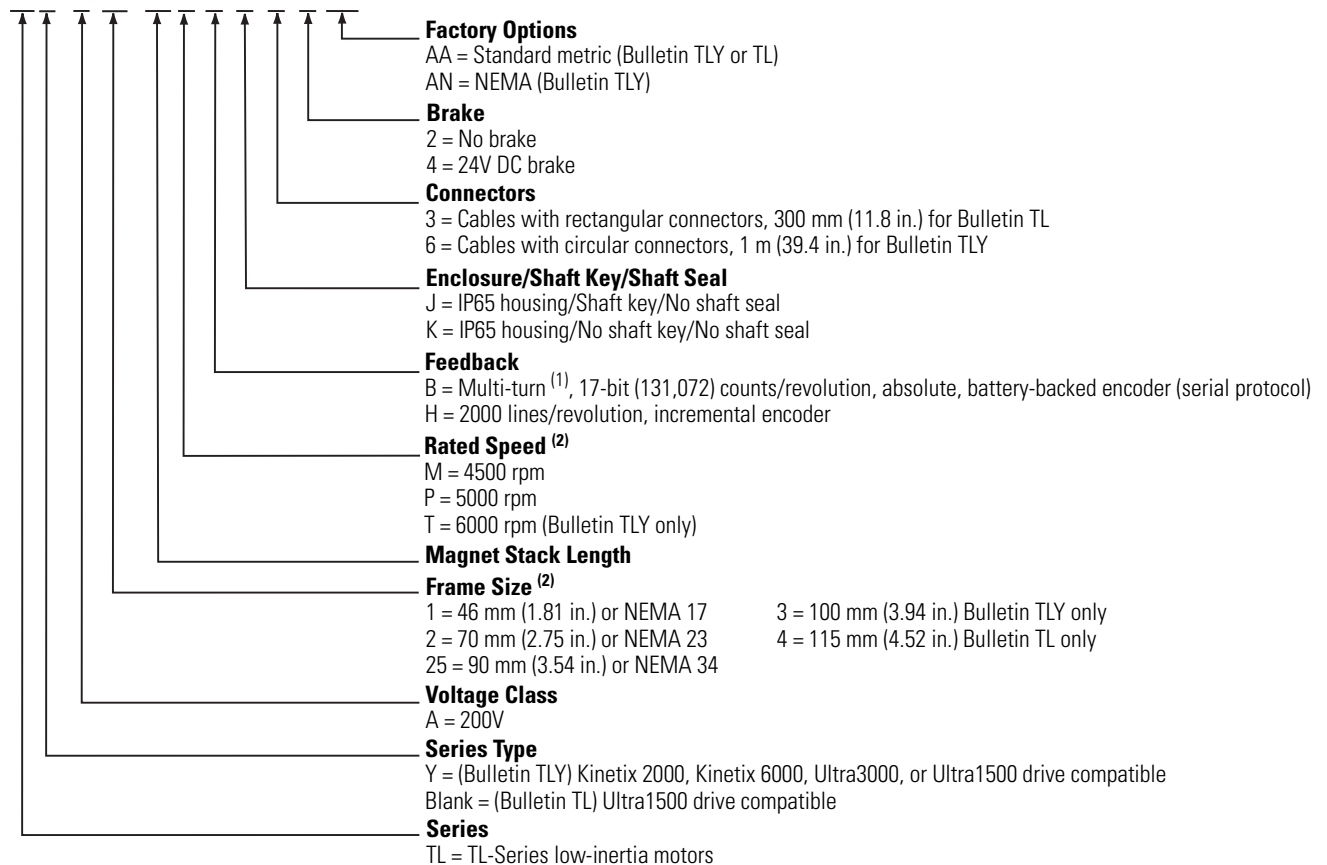 Factory Options
AA = Standard metric (Bulletin TLY or TL)
AN = NEMA (Bulletin TLY)
Brake
2 = No brake
4 = 24V DC brake
Connectors
3 = Cables with rectangular connectors, 300 mm (11.8 in.) for Bulletin TL
6 = Cables with circular connectors, 1 m (39.4 in.) for Bulletin TLY
Enclosure/Shaft Key/Shaft Seal
J = IP65 housing/Shaft key/No shaft seal
K = IP65 housing/No shaft key/No shaft seal
Feedback
B = Multi-turn (1), 17-bit (131,072) counts/revolution, absolute, battery-backed encoder (serial protocol)
H = 2000 lines/revolution, incremental encoder
Rated Speed (2)
M = 4500 rpm
P = 5000 rpm
T = 6000 rpm (Bulletin TLY only)
Magnet Stack Length
Frame Size (2)
1 = 46 mm (1.81 in.) or NEMA 17 3 = 100 mm (3.94 in.) Bulletin TLY only
2 = 70 mm (2.75 in.) or NEMA 23 4 = 115 mm (4.52 in.) Bulletin TL only
25 = 90 mm (3.54 in.) or NEMA 34
Voltage Class
A = 200V
Series Type
Y = (Bulletin TLY) Kinetix 2000, Kinetix 6000, Ultra3000, or Ultra1500 drive compatible
Blank = (Bulletin TL) Ultra1500 drive compatible
Series
TL = TL-Series low-inertia motors